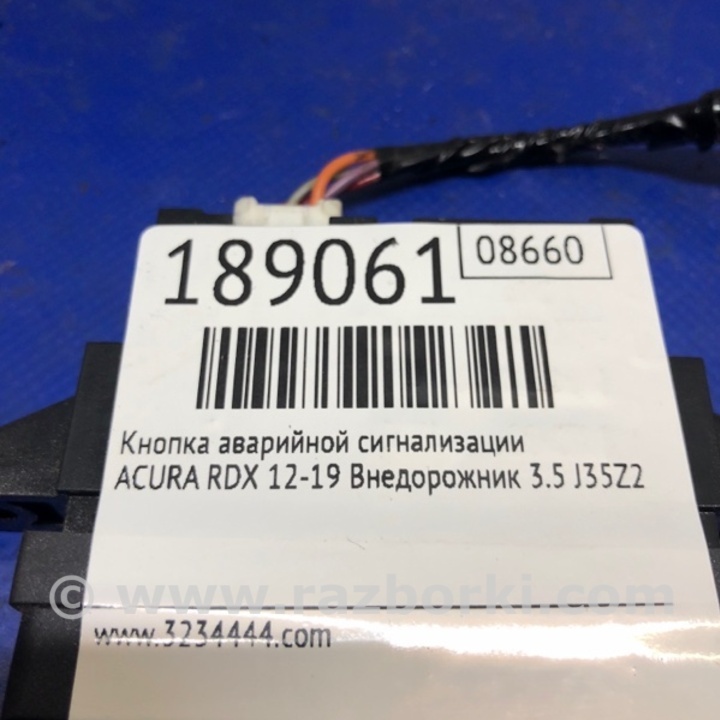 189061
08660
Кнопка аварийной сигнализации
ACURA RDX 12-19 Внедорожник 3.5 J35Z2
© www.razborki.com
www.3234444.com